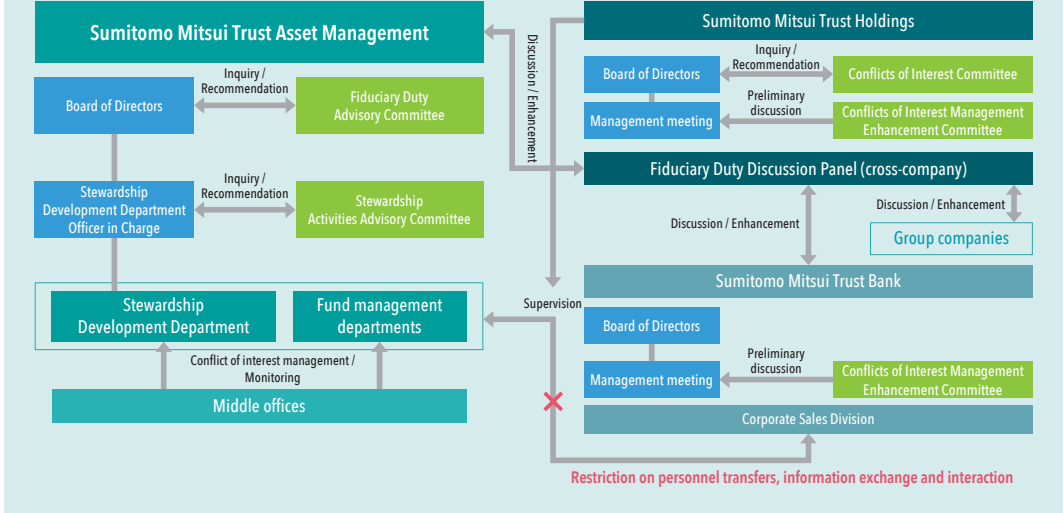 Sumitomo Mitsui Trust Asset Management
Board of Directors
Inquiry /
Recommendation
Fiduciary Duty
Advisory Committee
Stewardship
Development Department
Officer in Charge
Inquiry /
Recommendation
Stewardship
Activities Advisory Committee
Stewardship
Development Department
Fund management
departments
Conflict of interest management /
Monitoring
Middle offices
Discussion / Enhancement
Supervision
Sumitomo Mitsui Trust Holdings
Board of Directors
Inquiry /
Recommendation
Conflicts of Interest Committee
Management meeting
Preliminary
discussion
Conflicts of Interest Management
Enhancement Committee
Fiduciary Duty Discussion Panel (cross-company)
Discussion / Enhancement
Discussion / Enhancement
Group companies
Sumitomo Mitsui Trust Bank
Board of Directors
Management meeting
Preliminary
discussion
Conflicts of Interest Management
Enhancement Committee
Corporate Sales Division
Restriction on personnel transfers, information exchange and interaction